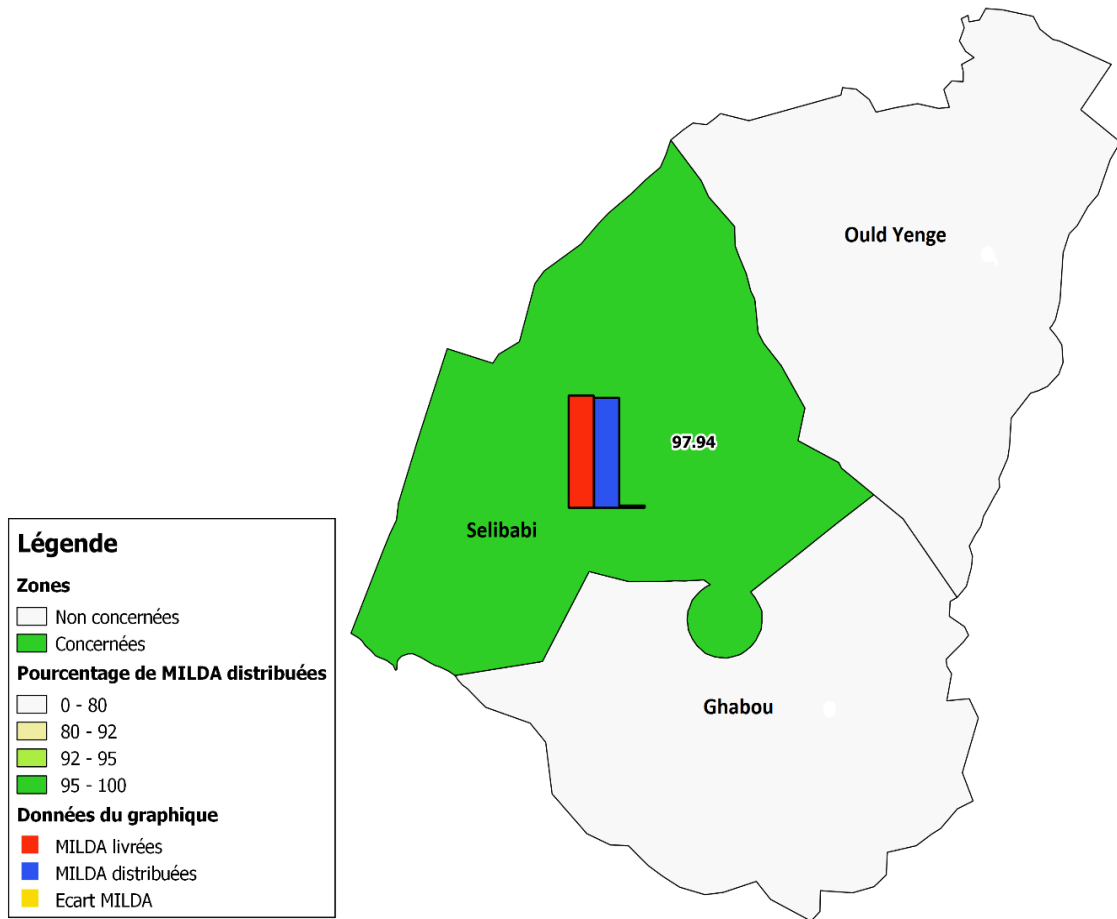 Ould Yenge
97.94
Selibabi
Ghabou
Légende
Zones
Non concernées
Concernées
Pourcentage de MILDA distribuées
0 - 80
80 - 92
92 - 95
95 - 100
Données du graphique
MILDA livrées
MILDA distribuées
Ecart MILDA